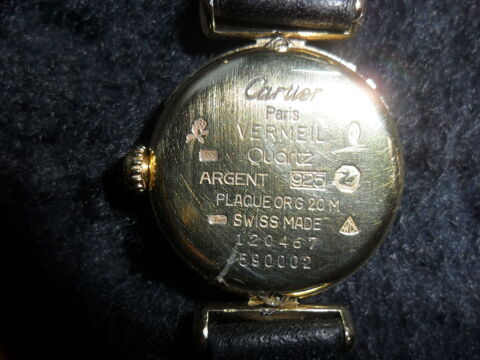 Cartier
Paris
VERMEIL
Quartz
ARGENT 925
PLAQUE OR G 20 M
SWISS MADE
120467
590002